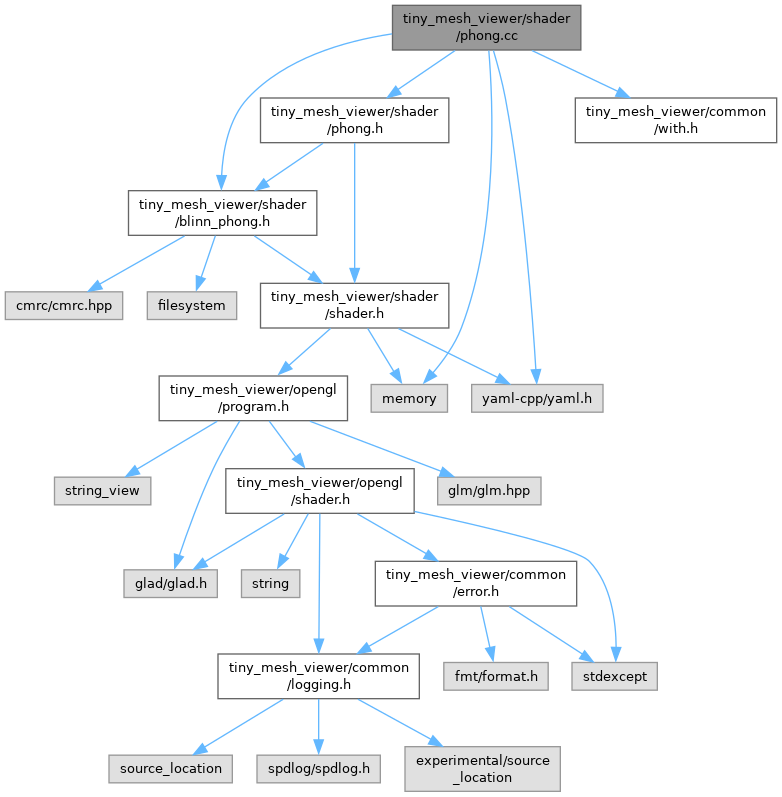 tiny_mesh_viewer/shader
/phong.cc
tiny_mesh_viewer/shader
/phong.h
tiny_mesh_viewer/common
/with.h
tiny_mesh_viewer/shader
/blinn_phong.h
cmrc/cmrc.hpp
filesystem
tiny_mesh_viewer/shader
/shader.h
tiny_mesh_viewer/opengl
/program.h
memory
yaml-cpp/yaml.h
string_view
tiny_mesh_viewer/opengl
/shader.h
glm/glm.hpp
glad/glad.h
string
tiny_mesh_viewer/common
/error.h
tiny_mesh_viewer/common
/logging.h
fmt/format.h
stdexcept
source_location
spdlog/spdlog.h
experimental/source
_location